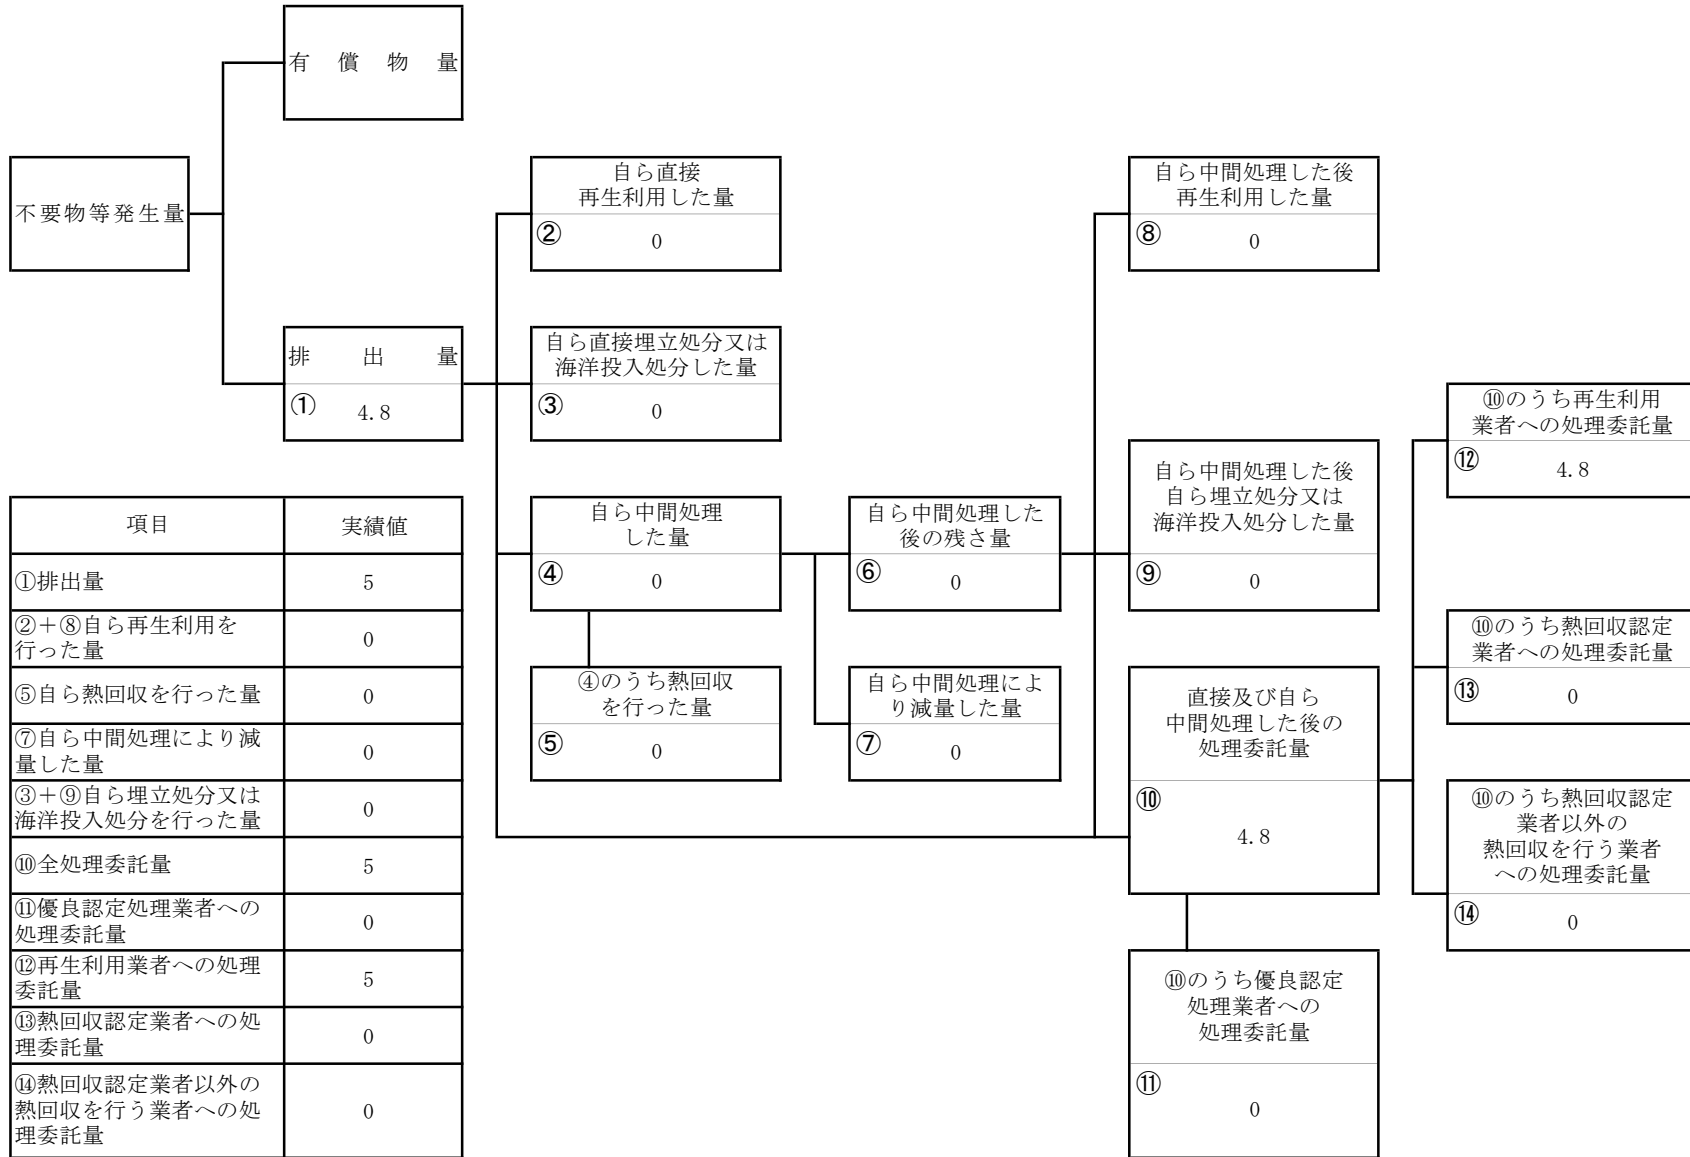 有償物量
不要物等発生量
自ら直接
再生利用した量
② 0
自ら中間処理した後
再生利用した量
⑧ 0
排出量
① 4.8
自ら直接埋立処分又は
海洋投入処分した量
③ 0
⑩のうち再生利用
業者への処理委託量
⑫ 4.8
自ら中間処理
した量
④ 0
自ら中間処理した
後の残さ量
⑥ 0
自ら中間処理した後
自ら埋立処分又は
海洋投入処分した量
⑨ 0
④のうち熱回収
を行った量
⑤ 0
自ら中間処理によ
り減量した量
⑦ 0
直接及び自ら
中間処理した後の
処理委託量
⑩
4.8
⑩のうち熱回収認定
業者への処理委託量
⑬ 0
⑩のうち熱回収認定
業者以外の
熱回収を行う業者
への処理委託量
⑭ 0
⑩のうち優良認定
処理業者への
処理委託量
⑪
0
項目 実績値
①排出量 5
②＋⑧自ら再生利用を
行った量 0
⑤自ら熱回収を行った量 0
⑦自ら中間処理により減
量した量 0
③＋⑨自ら埋立処分又は
海洋投入処分を行った量 0
⑩全処理委託量 5
⑪優良認定処理業者への
処理委託量 0
⑫再生利用業者への処理
委託量 5
⑬熱回収認定業者への処
理委託量 0
⑭熱回収認定業者以外の
熱回収を行う業者への処
理委託量 0